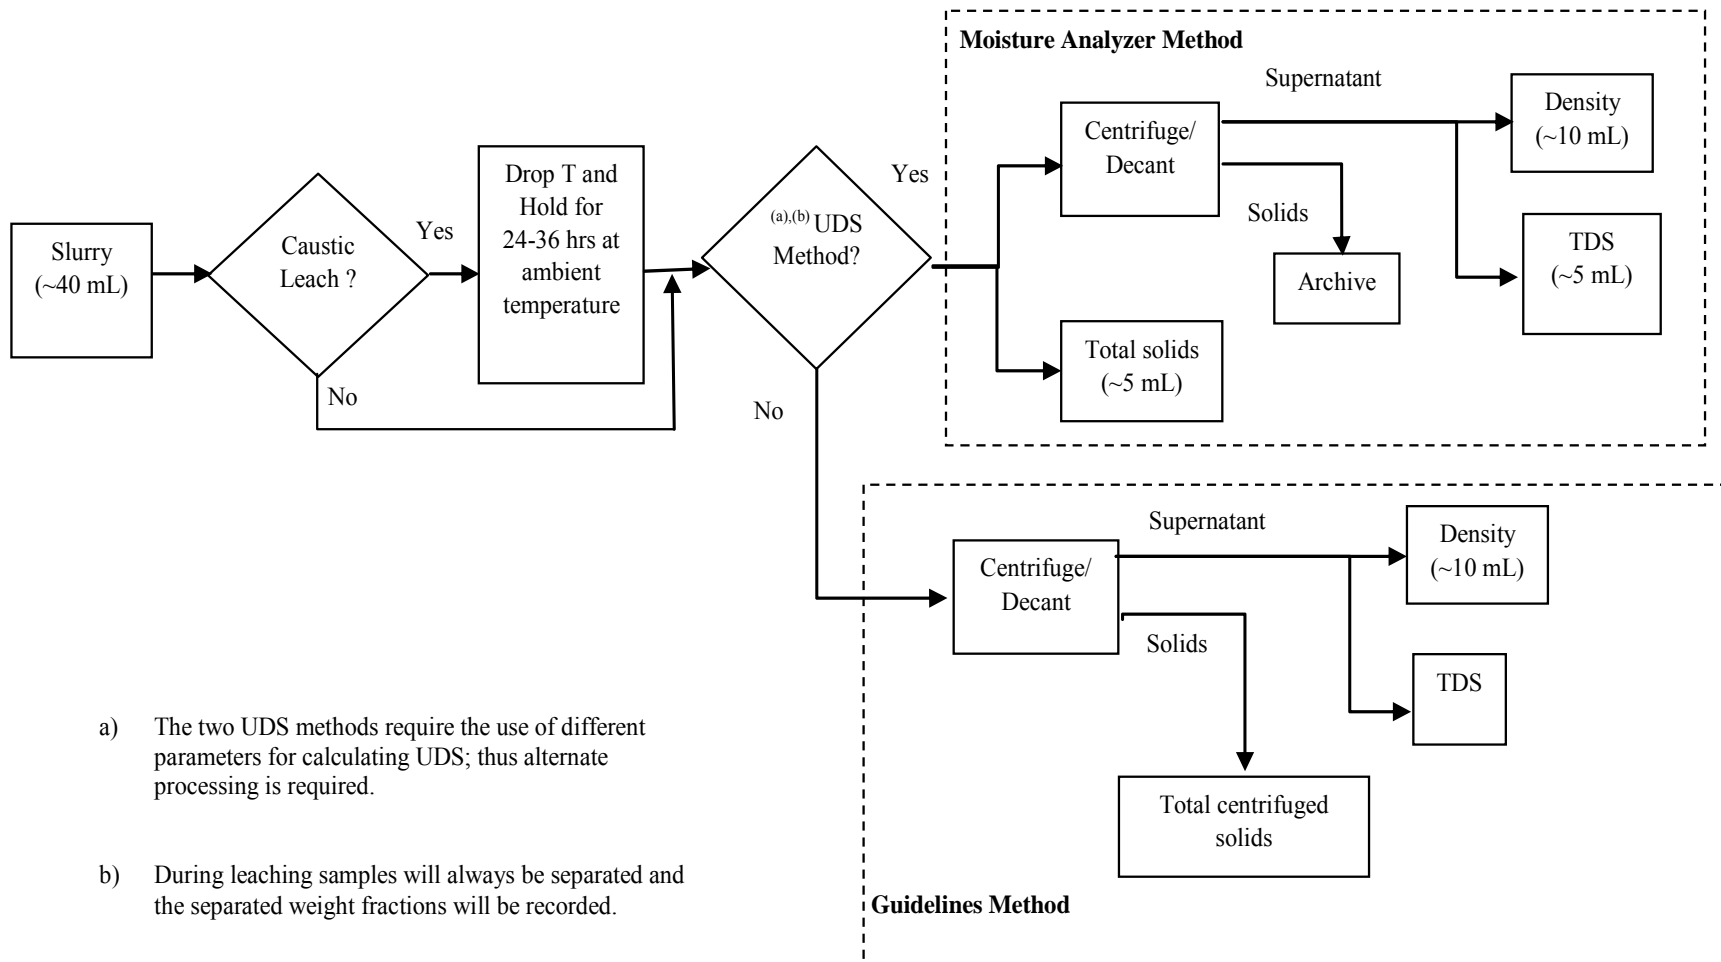 Moisture Analyzer Method
Supernatant
Density
(~10 mL)
Centrifuge/
Decant
Solids
TDS
(~5 mL)
Archive
Total solids
(~5 mL)
Slurry
(~40 mL)
Caustic
Leach ?
Yes
No
Drop T and
Hold for
24-36 hrs at
ambient
temperature
(a),(b) UDS
Method?
Yes
No
Supernatant
Density
(~10 mL)
Centrifuge/
Decant
Solids
TDS
Total centrifuged
solids
Guidelines Method
a) The two UDS methods require the use of different
parameters for calculating UDS; thus alternate
processing is required.
b) During leaching samples will always be separated and
the separated weight fractions will be recorded.